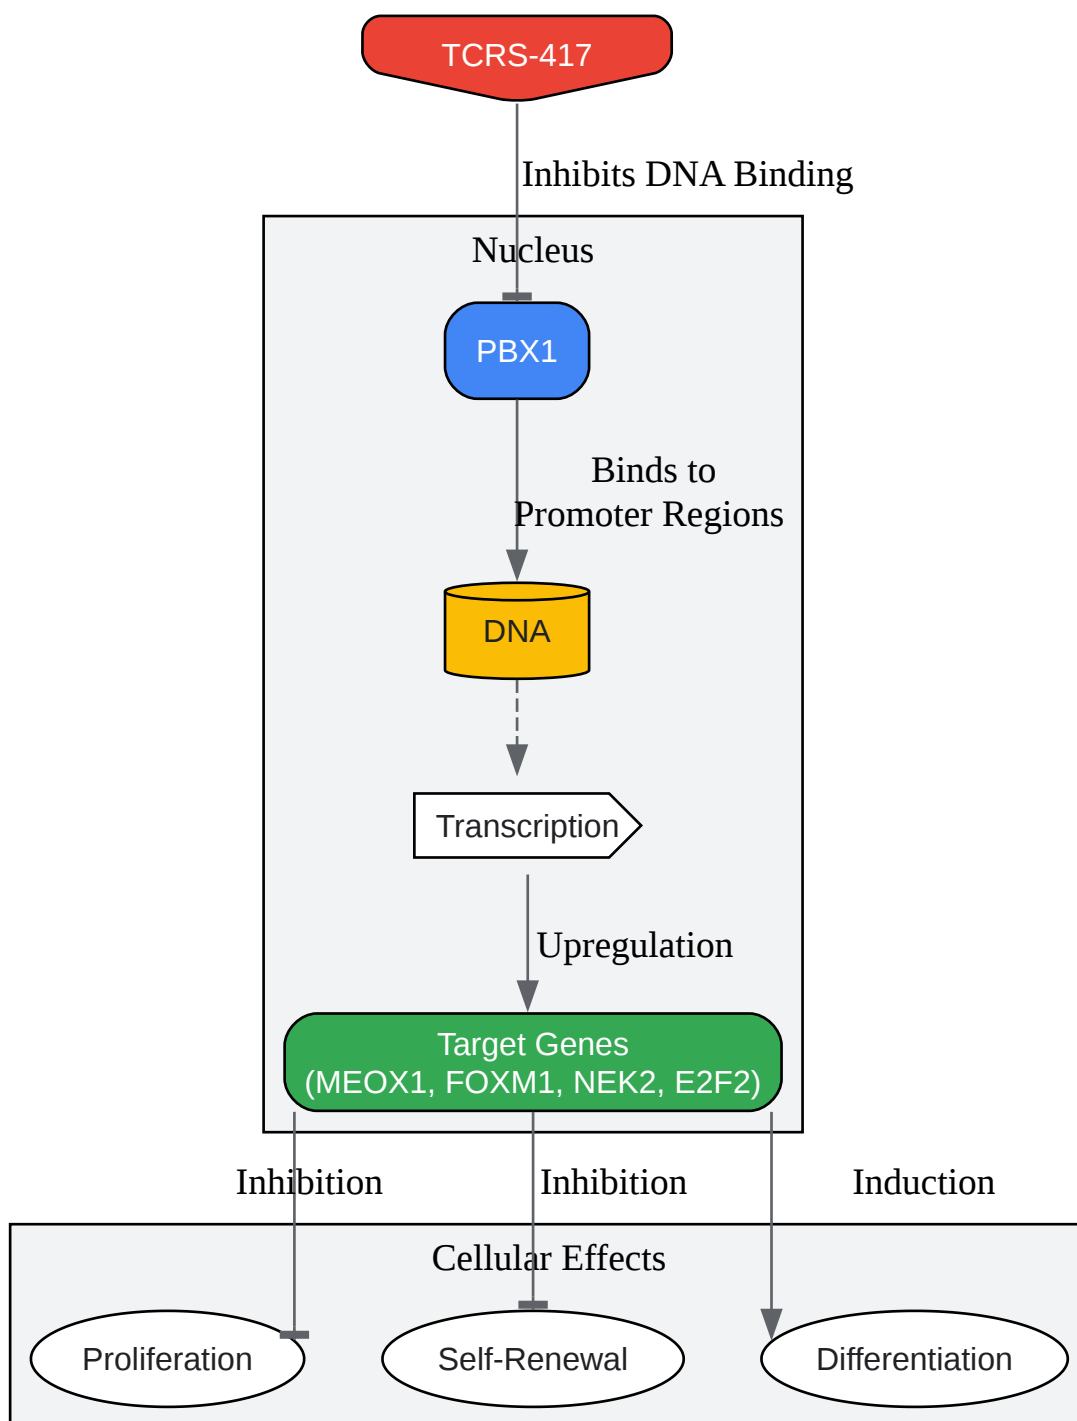 TCRS-417
Inhibits DNA Binding
Nucleus
PBX1
Binds to
Promoter Regions
DNA
Transcription
Upregulation
Target Genes
(MEOX1, FOXM1, NEK2, E2F2)
Inhibition
Inhibition
Induction
Cellular Effects
Proliferation
Self-Renewal
Differentiation